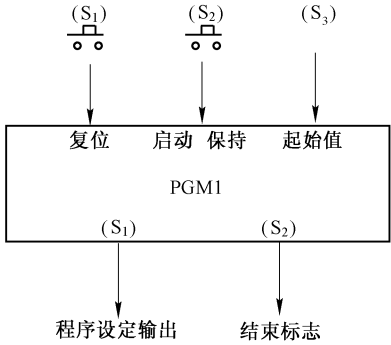 (S₁) (S₂) (S₃)
复位 启动 保持 起始值
PGM1
(S₁) (S₂)
程序设定输出 结束标志